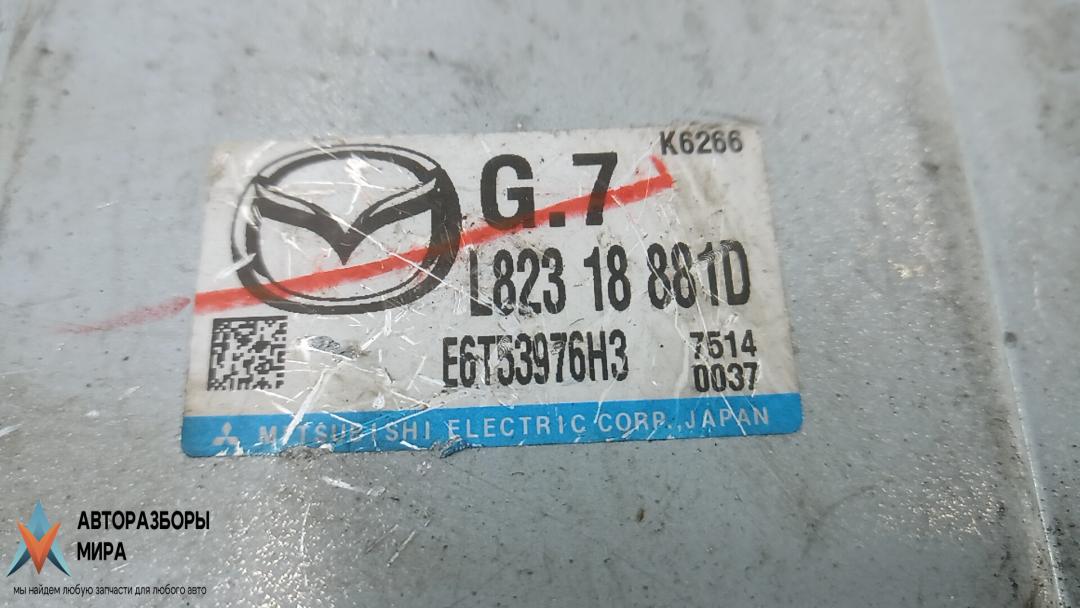 K6266
G.7
L823 18 881D
E6T53976H3
7514
0037
MITSUBISHI ELECTRIC CORP., JAPAN
АВТОРАЗБОРЫ
МИРА
мы найдем любую запчасти для любого авто